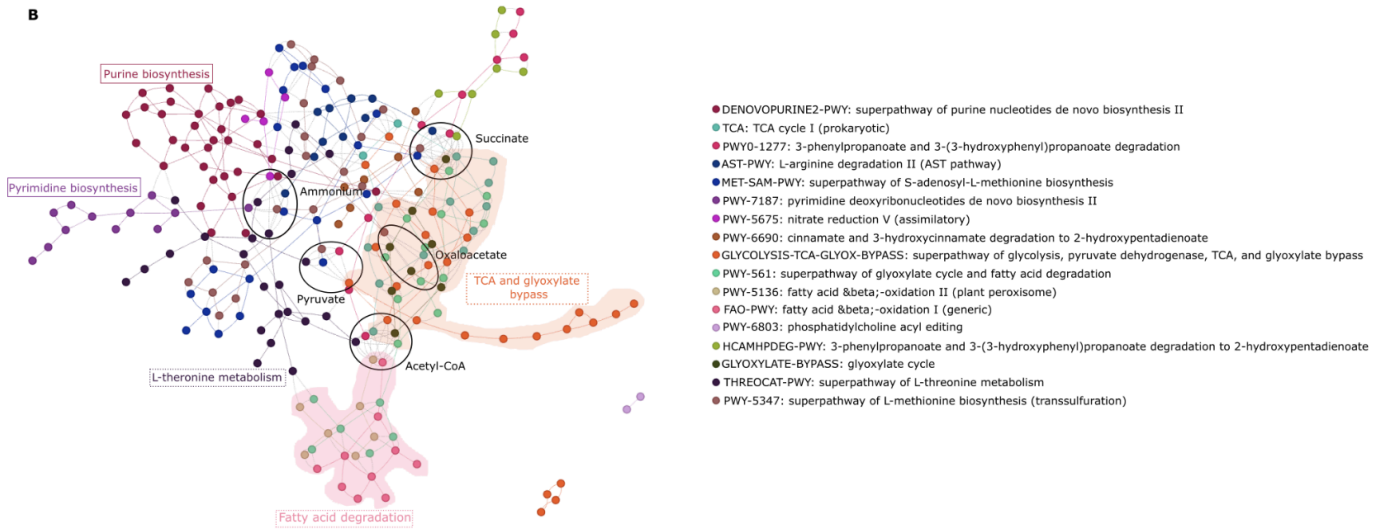 B
Purine biosynthesis
Succinate
Pyrimidine biosynthesis
Ammonium
Oxaloacetate
TCA and glyoxylate
bypass
Pyruvate
Acetyl-CoA
L-theronine metabolism
Fatty acid degradation
DENOVOPURINE2-PWY: superpathway of purine nucleotides de novo biosynthesis II
TCA: TCA cycle I (prokaryotic)
PWY0-1277: 3-phenylpropanoate and 3-(3-hydroxyphenyl)propanoate degradation
AST-PWY: L-arginine degradation II (AST pathway)
MET-SAM-PWY: superpathway of S-adenosyl-L-methionine biosynthesis
PWY-7187: pyrimidine deoxyribonucleotides de novo biosynthesis II
PWY-5675: nitrate reduction V (assimilatory)
PWY-6690: cinnamate and 3-hydroxycinnamate degradation to 2-hydroxypentadienoate
GLYCOLYSIS-TCA-GLYOX-BYPASS: superpathway of glycolysis, pyruvate dehydrogenase, TCA, and glyoxylate bypass
PWY-561: superpathway of glyoxylate cycle and fatty acid degradation
PWY-5136: fatty acid &beta;-oxidation II (plant peroxisome)
FAO-PWY: fatty acid &beta;-oxidation I (generic)
PWY-6803: phosphatidylcholine acyl editing
HCAMHPDEG-PWY: 3-phenylpropanoate and 3-(3-hydroxyphenyl)propanoate degradation to 2-hydroxypentadienoate
GLYOXYLATE-BYPASS: glyoxylate cycle
THREOCAT-PWY: superpathway of L-threonine metabolism
PWY-5347: superpathway of L-methionine biosynthesis (transsulfuration)